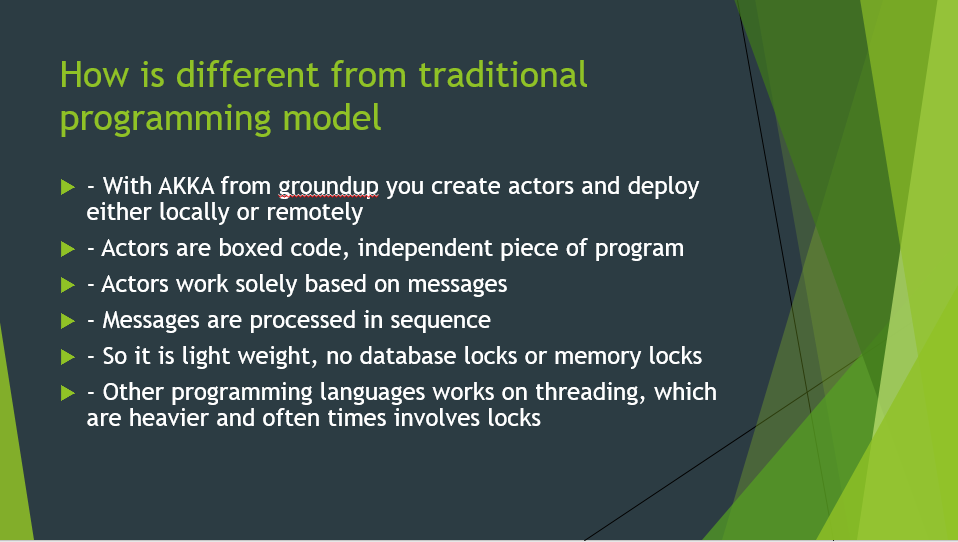 How is different from traditional
programming model
- With AKKA from groundup you create actors and deploy
either locally or remotely
- Actors are boxed code, independent piece of program
- Actors work solely based on messages
- Messages are processed in sequence
- So it is light weight, no database locks or memory locks
- Other programming languages works on threading, which
are heavier and often times involves locks